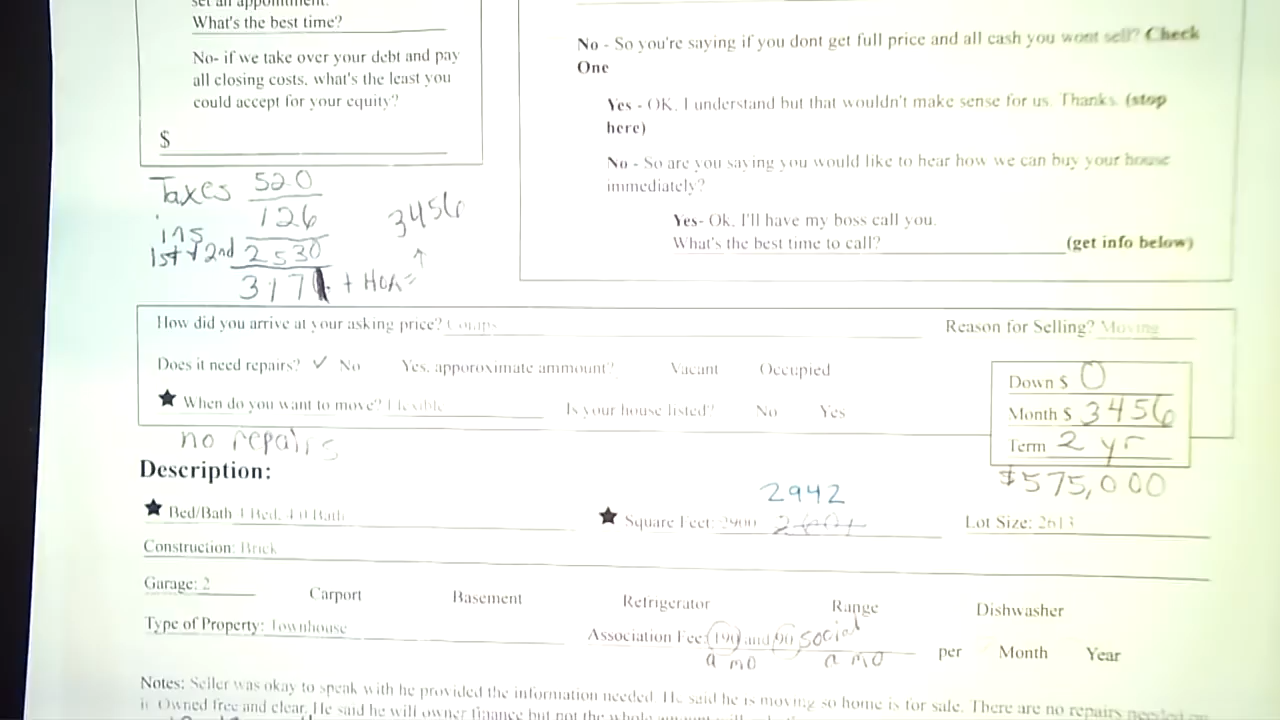 set an appointment.
What's the best time?
No- if we take over your debt and pay
all closing costs, what's the least you
could accept for your equity?
$
No - So you're saying if you dont get full price and all cash you wont sell? Check
One
Yes - OK. I understand but that wouldn't make sense for us. Thanks. (stop
here)
No - So are you saying you would like to hear how we can buy your house
immediately?
Yes- Ok. I'll have my boss call you.
What's the best time to call? (get info below)
Taxes 520
ins 126
1st + 2nd 2530
317 + HOA = ↑ 3456
How did you arrive at your asking price? Comps Reason for Selling? Moving
Does it need repairs? ✓ No Yes, apporoximate ammount? Vacant Occupied
★ When do you want to move? Flexible Is your house listed? No Yes
Down $ 0
Month $ 3456
Term 2 yr
$575,000
no repairs
Description:
2942
★ Bed/Bath Bed, Bath ★ Square Feet: 2900 Lot Size: 2613
Construction: Brick
Garage: 2 Carport Basement Refrigerator Range Dishwasher
Type of Property: Townhouse Association Fee: 190 and 90 social per Month Year
a mo a mo
Notes: Seller was okay to speak with he provided the information needed. He said he is moving so home is for sale. There are no repairs needed
it. Owned free and clear. He said he will owner finance but not the whole